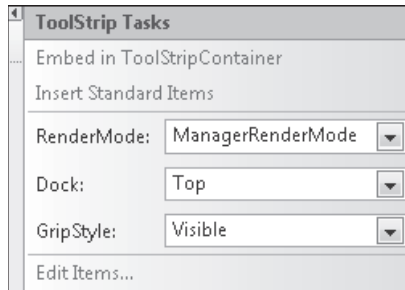 ToolStrip Tasks
Embed in ToolStripContainer
Insert Standard Items
RenderMode: ManagerRenderMode
Dock: Top
GripStyle: Visible
Edit Items...